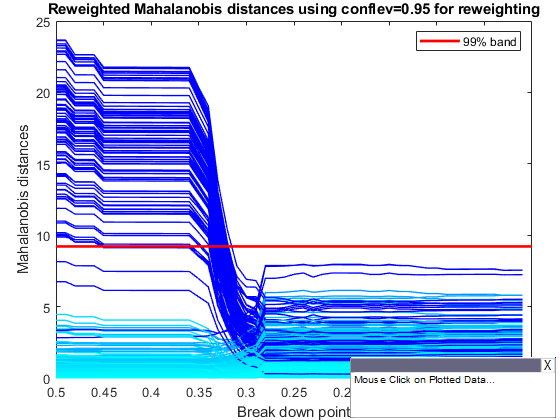 Reweighted Mahalanobis distances using conflev=0.95 for reweighting
25
20
15
10
5
0
Mahalanobis distances
99% band
0.5
0.45
0.4
0.35
0.3
0.25
Break down point
X
Mouse Click on Plotted Data...